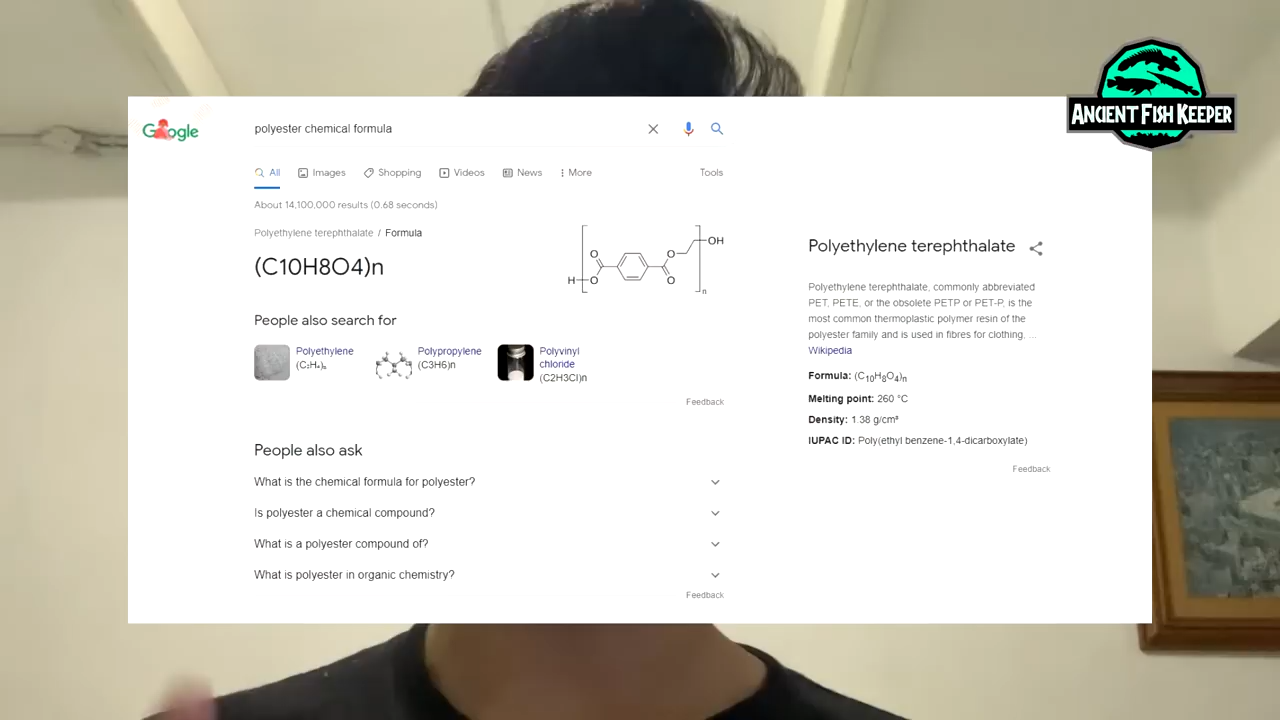 ANCIENT FISH KEEPER
Google
polyester chemical formula
All Images Shopping Videos News More Tools
About 14,100,000 results (0.68 seconds)
Polyethylene terephthalate / Formula
(C10H8O4)n
H O O O O OH n
People also search for
Polyethylene
(C₂H₄)ₙ
Polypropylene
(C3H6)n
Polyvinyl
chloride
(C2H3Cl)n
Feedback
People also ask
What is the chemical formula for polyester?
Is polyester a chemical compound?
What is a polyester compound of?
What is polyester in organic chemistry?
Feedback
Polyethylene terephthalate
Polyethylene terephthalate, commonly abbreviated
PET, PETE, or the obsolete PETP or PET-P, is the
most common thermoplastic polymer resin of the
polyester family and is used in fibres for clothing, ...
Wikipedia
Formula: (C₁₀H₈O₄)ₙ
Melting point: 260 °C
Density: 1.38 g/cm³
IUPAC ID: Poly(ethyl benzene-1,4-dicarboxylate)
Feedback